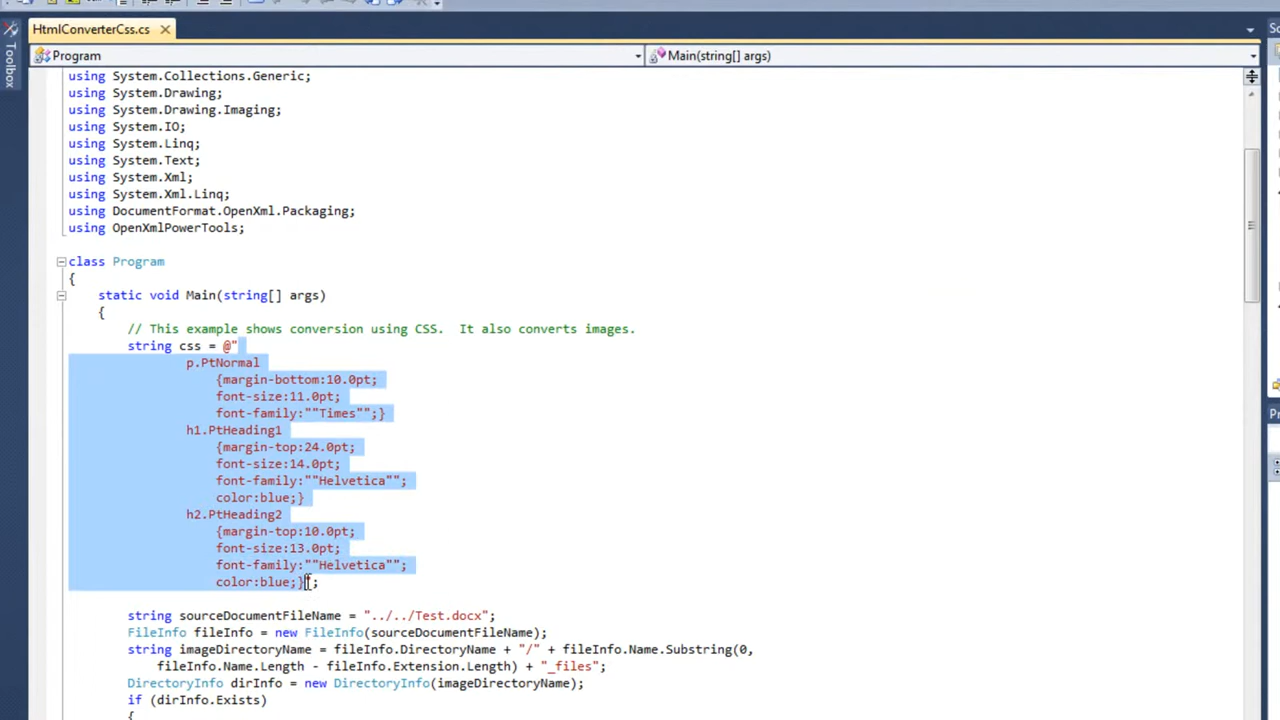 HtmlConverterCss.cs
Toolbox
Program
Main(string[] args)
using System.Collections.Generic;
using System.Drawing;
using System.Drawing.Imaging;
using System.IO;
using System.Linq;
using System.Text;
using System.Xml;
using System.Xml.Linq;
using DocumentFormat.OpenXml.Packaging;
using OpenXmlPowerTools;
class Program
{
static void Main(string[] args)
{
// This example shows conversion using CSS.  It also converts images.
string css = @"
p.PtNormal
{margin-bottom:10.0pt;
font-size:11.0pt;
font-family:""Times"";}
h1.PtHeading1
{margin-top:24.0pt;
font-size:14.0pt;
font-family:""Helvetica"";
color:blue;}
h2.PtHeading2
{margin-top:10.0pt;
font-size:13.0pt;
font-family:""Helvetica"";
color:blue;}";
string sourceDocumentFileName = "../../Test.docx";
FileInfo fileInfo = new FileInfo(sourceDocumentFileName);
string imageDirectoryName = fileInfo.DirectoryName + "/" + fileInfo.Name.Substring(0,
fileInfo.Name.Length - fileInfo.Extension.Length) + "_files";
DirectoryInfo dirInfo = new DirectoryInfo(imageDirectoryName);
if (dirInfo.Exists)
{